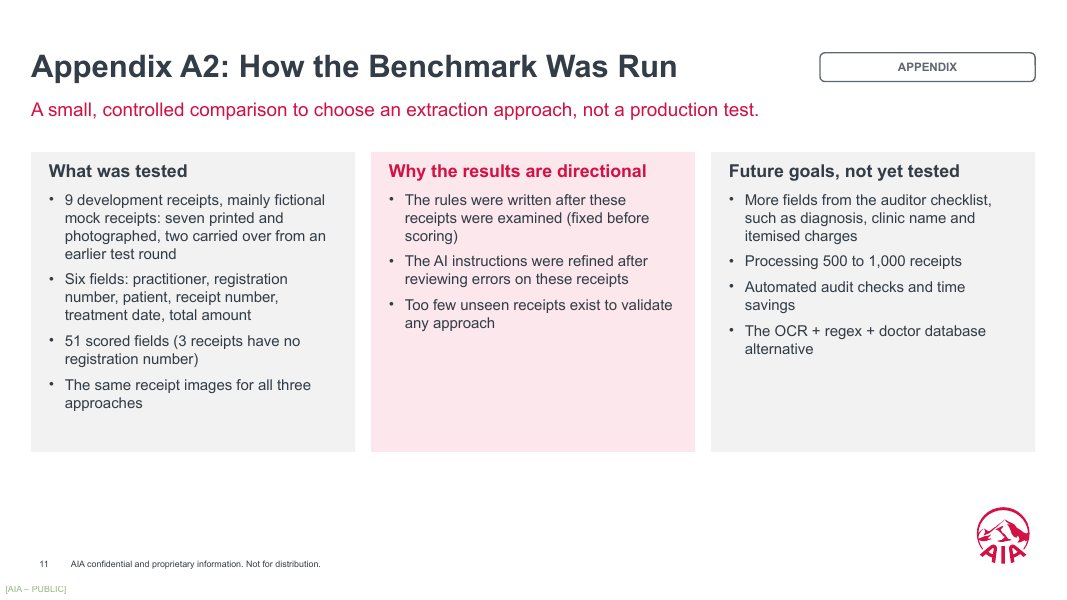 Appendix A2: How the Benchmark Was Run
APPENDIX
A small, controlled comparison to choose an extraction approach, not a production test.
What was tested
• 9 development receipts, mainly fictional
mock receipts: seven printed and
photographed, two carried over from an
earlier test round
• Six fields: practitioner, registration
number, patient, receipt number,
treatment date, total amount
• 51 scored fields (3 receipts have no
registration number)
• The same receipt images for all three
approaches
Why the results are directional
• The rules were written after these
receipts were examined (fixed before
scoring)
• The AI instructions were refined after
reviewing errors on these receipts
• Too few unseen receipts exist to validate
any approach
Future goals, not yet tested
• More fields from the auditor checklist,
such as diagnosis, clinic name and
itemised charges
• Processing 500 to 1,000 receipts
• Automated audit checks and time
savings
• The OCR + regex + doctor database
alternative
AIA
11 AIA confidential and proprietary information. Not for distribution.
[AIA – PUBLIC]